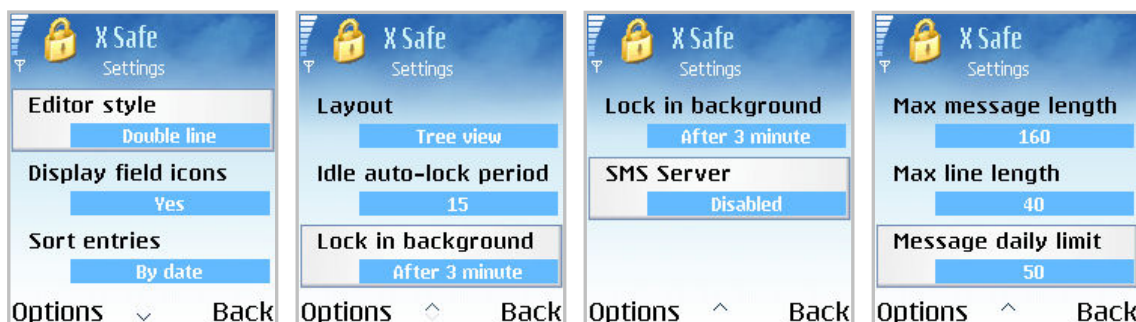 X Safe
Settings
Editor style
Double line
Display field icons
Yes
Sort entries
By date
Options Back
X Safe
Settings
Layout
Tree view
Idle auto-lock period
15
Lock in background
After 3 minute
Options Back
X Safe
Settings
Lock in background
After 3 minute
SMS Server
Disabled
Options Back
X Safe
Settings
Max message length
160
Max line length
40
Message daily limit
50
Options Back